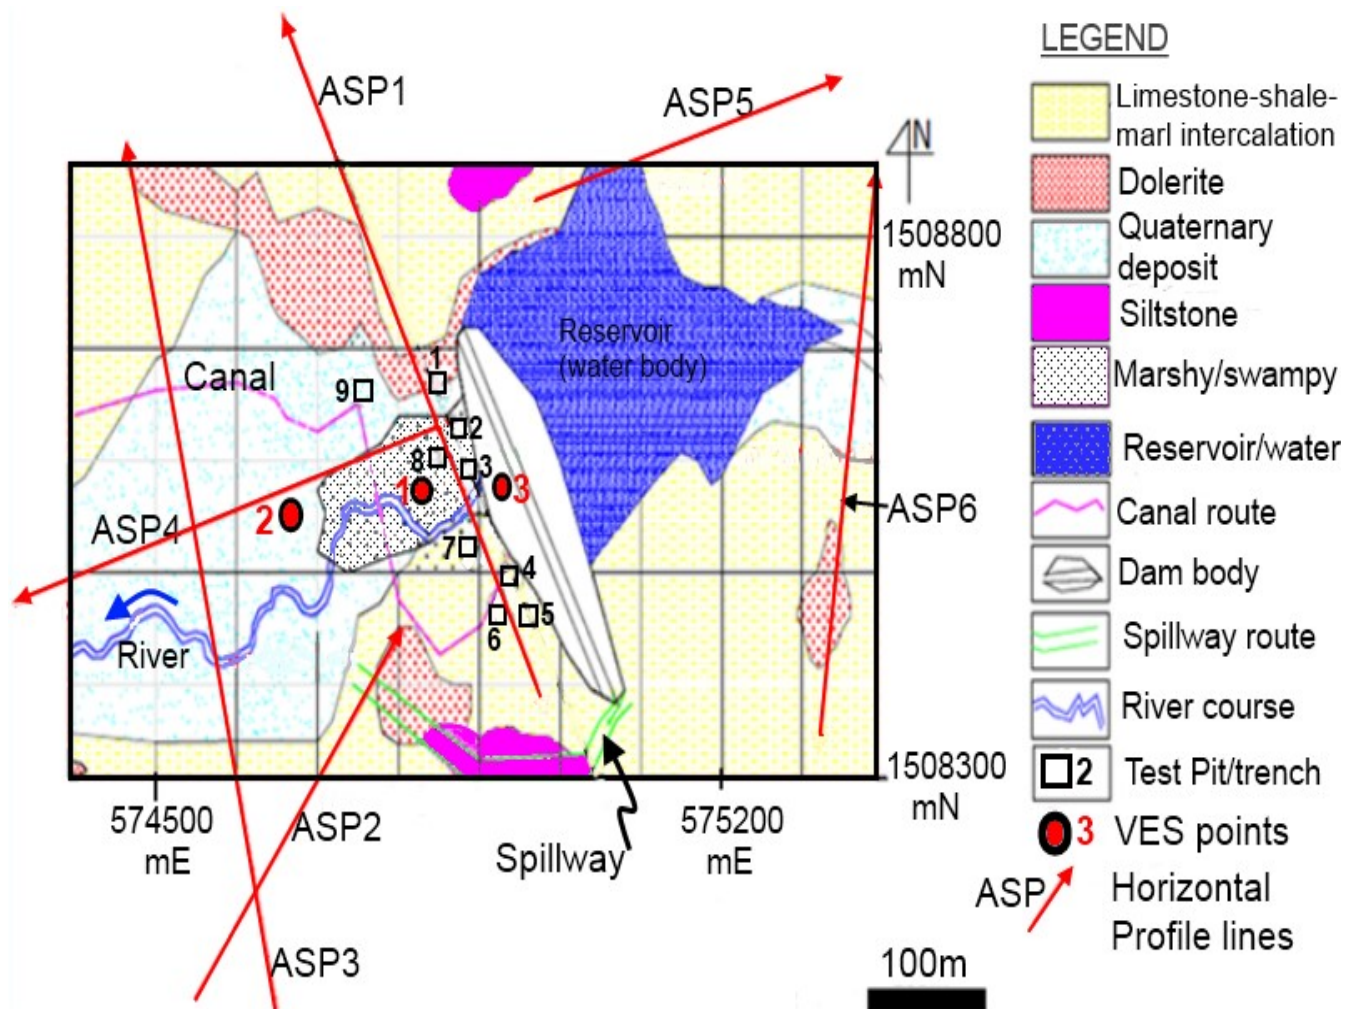 LEGEND
ASP1
ASP5
Limestone-shale-
marl intercalation
N
Dolerite
Quaternary
deposit
1508800
mN
Siltstone
Reservoir
(water body)
Canal
1
9
Marshy/swampy
2
8
3
Reservoir/water
1
3
2
ASP4
ASP6
Canal route
7
4
Dam body
5
6
River
Spillway route
River course
1508300
mN
2
Test Pit/trench
574500
mE
ASP2
575200
mE
3
VES points
Spillway
ASP
Horizontal
Profile lines
ASP3
100m